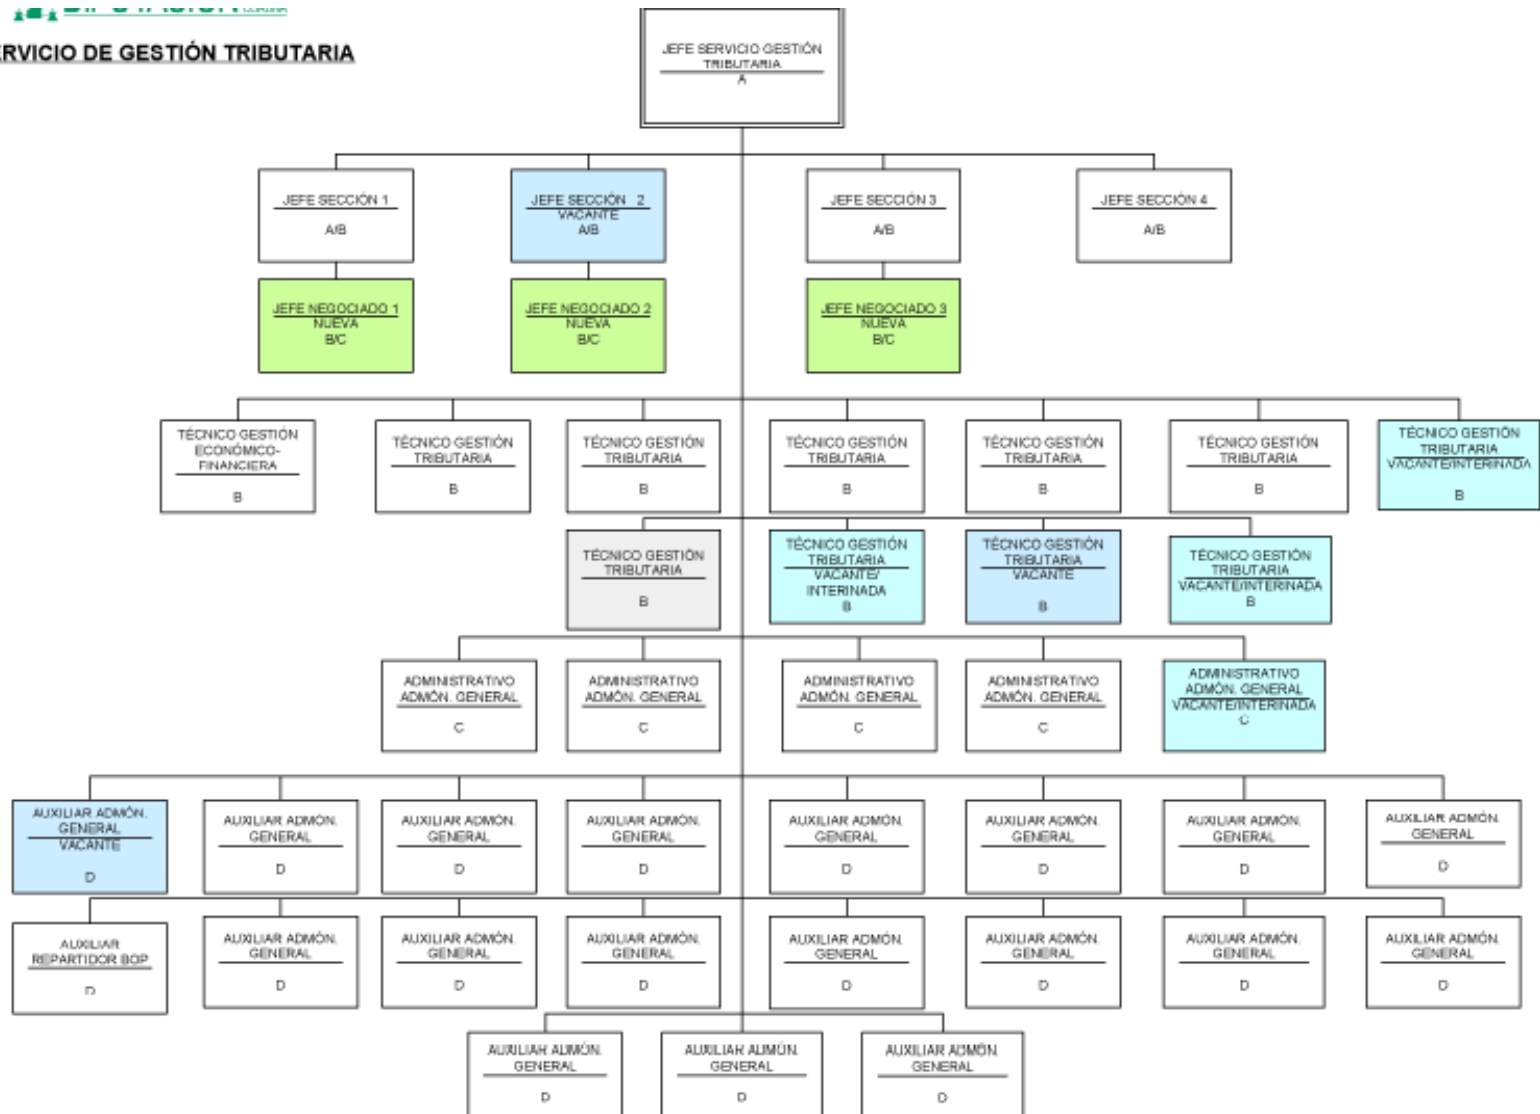 ERVICIO DE GESTIÓN TRIBUTARIA
JEFE SERVICIO GESTIÓN
TRIBUTARIA
A
JEFE SECCIÓN 1
A/B
JEFE SECCIÓN 2
VACANTE
A/B
JEFE SECCIÓN 3
A/B
JEFE SECCIÓN 4
A/B
JEFE NEGOCIADO 1
NUEVA
B/C
JEFE NEGOCIADO 2
NUEVA
B/C
JEFE NEGOCIADO 3
NUEVA
B/C
TÉCNICO GESTIÓN
ECONÓMICO-
FINANCIERA
B
TÉCNICO GESTIÓN
TRIBUTARIA
B
TÉCNICO GESTIÓN
TRIBUTARIA
B
TÉCNICO GESTIÓN
TRIBUTARIA
B
TÉCNICO GESTIÓN
TRIBUTARIA
B
TÉCNICO GESTIÓN
TRIBUTARIA
B
TÉCNICO GESTIÓN
TRIBUTARIA
VACANTE/INTERINADA
B
TÉCNICO GESTIÓN
TRIBUTARIA
B
TÉCNICO GESTIÓN
TRIBUTARIA
VACANTE/
INTERINADA
B
TÉCNICO GESTIÓN
TRIBUTARIA
VACANTE
B
TÉCNICO GESTIÓN
TRIBUTARIA
VACANTE/INTERINADA
B
ADMINISTRATIVO
ADMÓN. GENERAL
C
ADMINISTRATIVO
ADMÓN. GENERAL
C
ADMINISTRATIVO
ADMÓN. GENERAL
C
ADMINISTRATIVO
ADMÓN. GENERAL
C
ADMINISTRATIVO
ADMÓN. GENERAL
VACANTE/INTERINADA
C
AUXILIAR ADMÓN.
GENERAL
VACANTE
D
AUXILIAR ADMÓN.
GENERAL
D
AUXILIAR ADMÓN.
GENERAL
D
AUXILIAR ADMÓN.
GENERAL
D
AUXILIAR ADMÓN.
GENERAL
D
AUXILIAR ADMÓN.
GENERAL
D
AUXILIAR ADMÓN.
GENERAL
D
AUXILIAR ADMÓN.
GENERAL
D
AUXILIAR
REPARTIDOR BOP
D
AUXILIAR ADMÓN.
GENERAL
D
AUXILIAR ADMÓN.
GENERAL
D
AUXILIAR ADMÓN.
GENERAL
D
AUXILIAR ADMÓN.
GENERAL
D
AUXILIAR ADMÓN.
GENERAL
D
AUXILIAR ADMÓN.
GENERAL
D
AUXILIAR ADMÓN.
GENERAL
D
AUXILIAR ADMÓN.
GENERAL
D
AUXILIAR ADMÓN.
GENERAL
D
AUXILIAR ADMÓN.
GENERAL
D